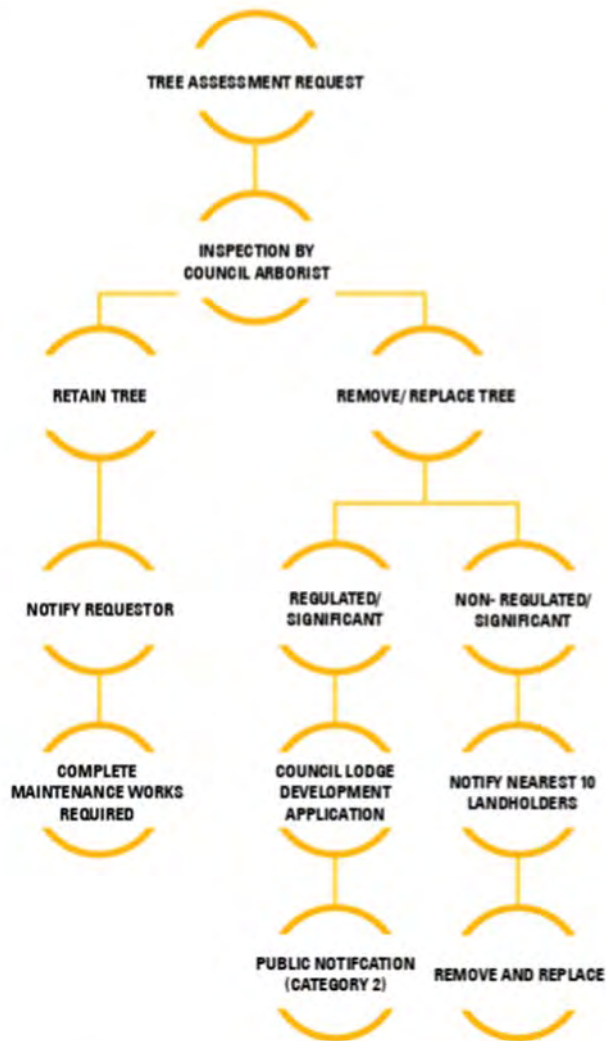 TREE ASSESSMENT REQUEST
INSPECTION BY
COUNCIL ARBORIST
RETAIN TREE
REMOVE/ REPLACE TREE
NOTIFY REQUESTOR
REGULATED/
SIGNIFICANT
NON- REGULATED/
SIGNIFICANT
COMPLETE
MAINTENANCE WORKS
REQUIRED
COUNCIL LODGE
DEVELOPMENT
APPLICATION
NOTIFY NEAREST 10
LANDHOLDERS
PUBLIC NOTIFCATION
(CATEGORY 2)
REMOVE AND REPLACE